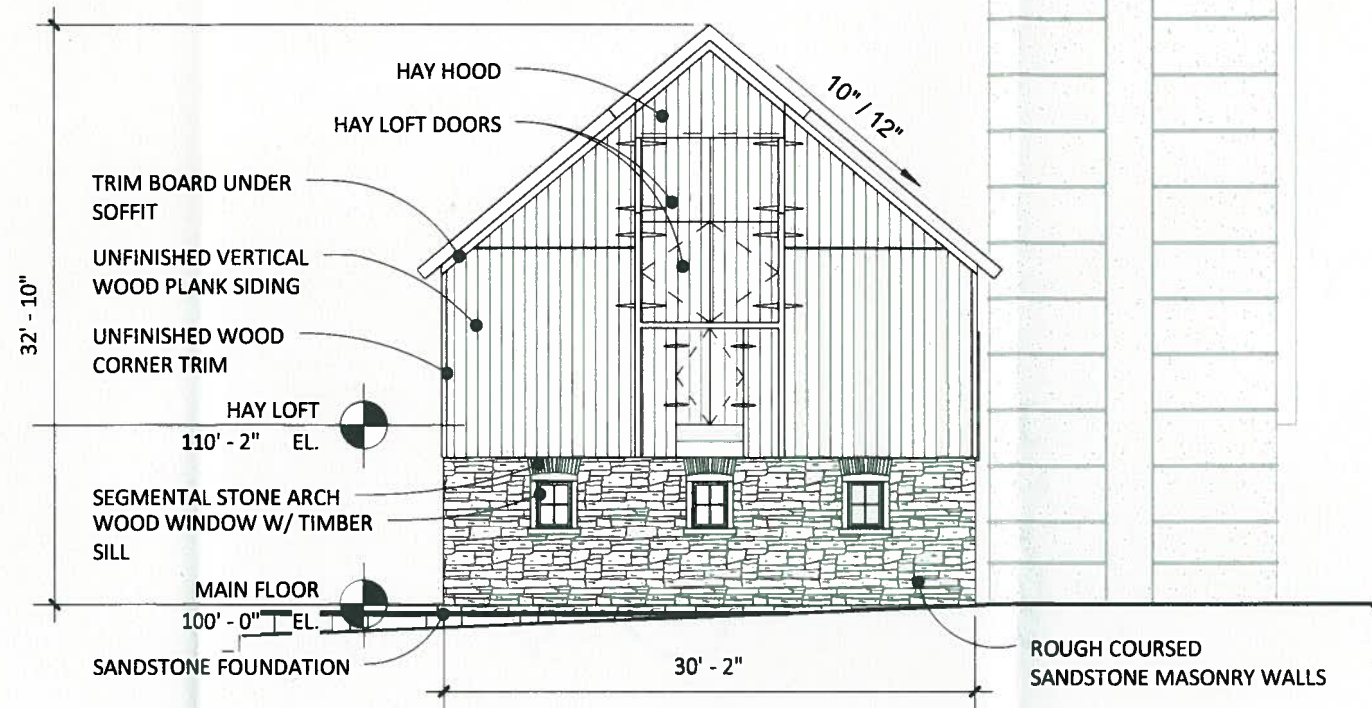 HAY HOOD
HAY LOFT DOORS
10" / 12"
TRIM BOARD UNDER
SOFFIT
UNFINISHED VERTICAL
WOOD PLANK SIDING
32' - 10"
UNFINISHED WOOD
CORNER TRIM
HAY LOFT
110' - 2" EL.
SEGMENTAL STONE ARCH
WOOD WINDOW W/ TIMBER
SILL
MAIN FLOOR
100' - 0" EL.
SANDSTONE FOUNDATION
30' - 2"
ROUGH COURSED
SANDSTONE MASONRY WALLS